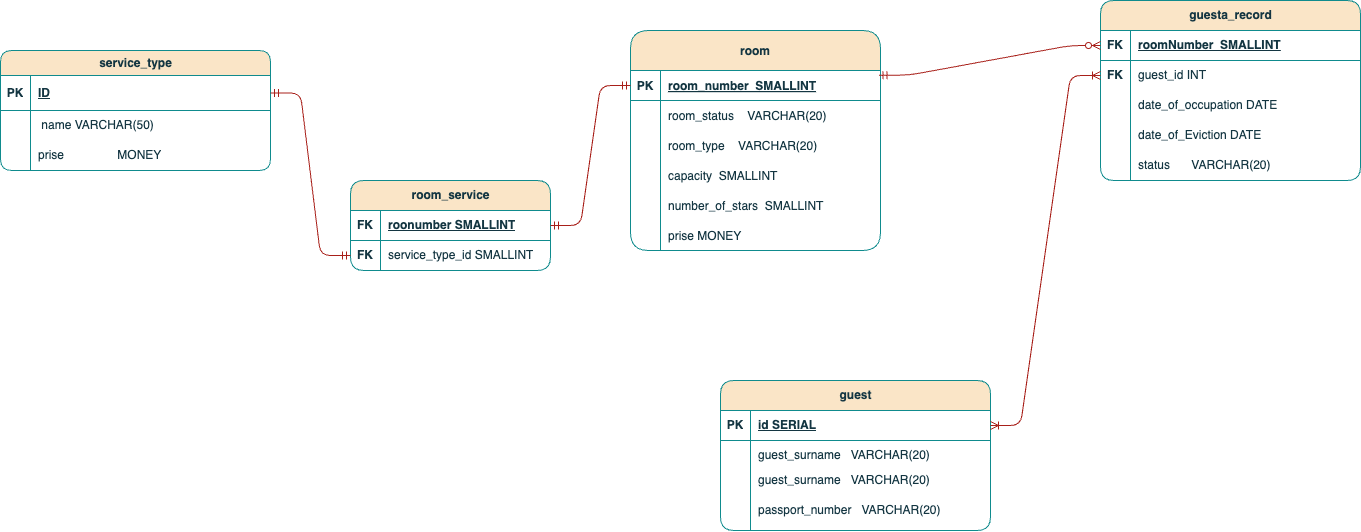 service_type
PK ID
name VARCHAR(50)
prise MONEY
room_service
FK roonumber SMALLINT
FK service_type_id SMALLINT
room
PK room_number SMALLINT
room_status VARCHAR(20)
room_type VARCHAR(20)
capacity SMALLINT
number_of_stars SMALLINT
prise MONEY
guesta_record
FK roomNumber SMALLINT
FK guest_id INT
date_of_occupation DATE
date_of_Eviction DATE
status VARCHAR(20)
guest
PK id SERIAL
guest_surname VARCHAR(20)
guest_surname VARCHAR(20)
passport_number VARCHAR(20)